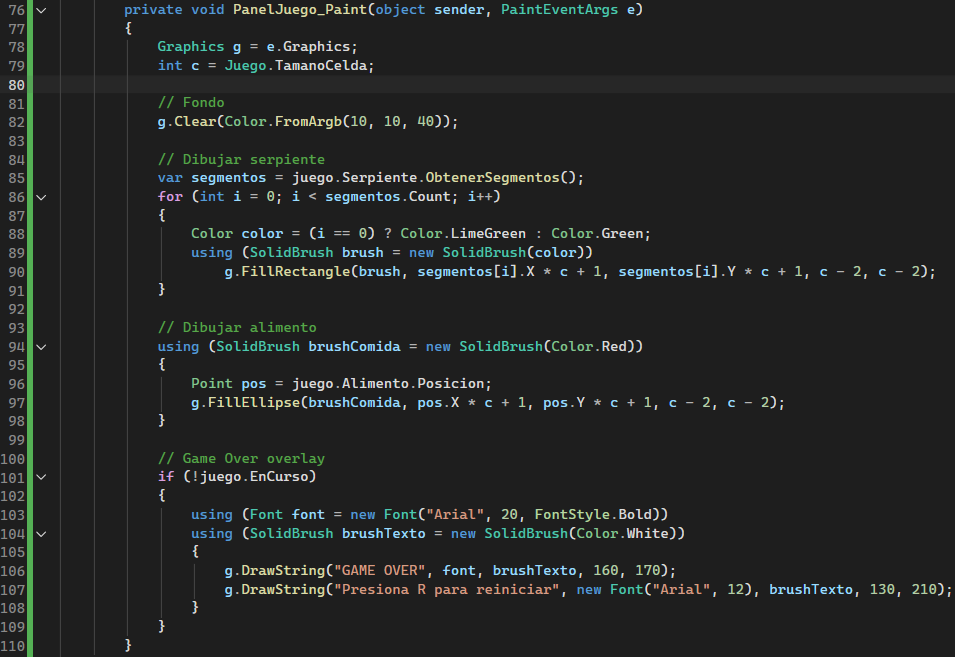 76 private void PanelJuego_Paint(object sender, PaintEventArgs e)
77 {
78 Graphics g = e.Graphics;
79 int c = Juego.TamanoCelda;
80
81 // Fondo
82 g.Clear(Color.FromArgb(10, 10, 40));
83
84 // Dibujar serpiente
85 var segmentos = juego.Serpiente.ObtenerSegmentos();
86 for (int i = 0; i < segmentos.Count; i++)
87 {
88 Color color = (i == 0) ? Color.LimeGreen : Color.Green;
89 using (SolidBrush brush = new SolidBrush(color))
90 g.FillRectangle(brush, segmentos[i].X * c + 1, segmentos[i].Y * c + 1, c - 2, c - 2);
91 }
92
93 // Dibujar alimento
94 using (SolidBrush brushComida = new SolidBrush(Color.Red))
95 {
96 Point pos = juego.Alimento.Posicion;
97 g.FillEllipse(brushComida, pos.X * c + 1, pos.Y * c + 1, c - 2, c - 2);
98 }
99
100 // Game Over overlay
101 if (!juego.EnCurso)
102 {
103 using (Font font = new Font("Arial", 20, FontStyle.Bold))
104 using (SolidBrush brushTexto = new SolidBrush(Color.White))
105 {
106 g.DrawString("GAME OVER", font, brushTexto, 160, 170);
107 g.DrawString("Presiona R para reiniciar", new Font("Arial", 12), brushTexto, 130, 210);
108 }
109 }
110 }